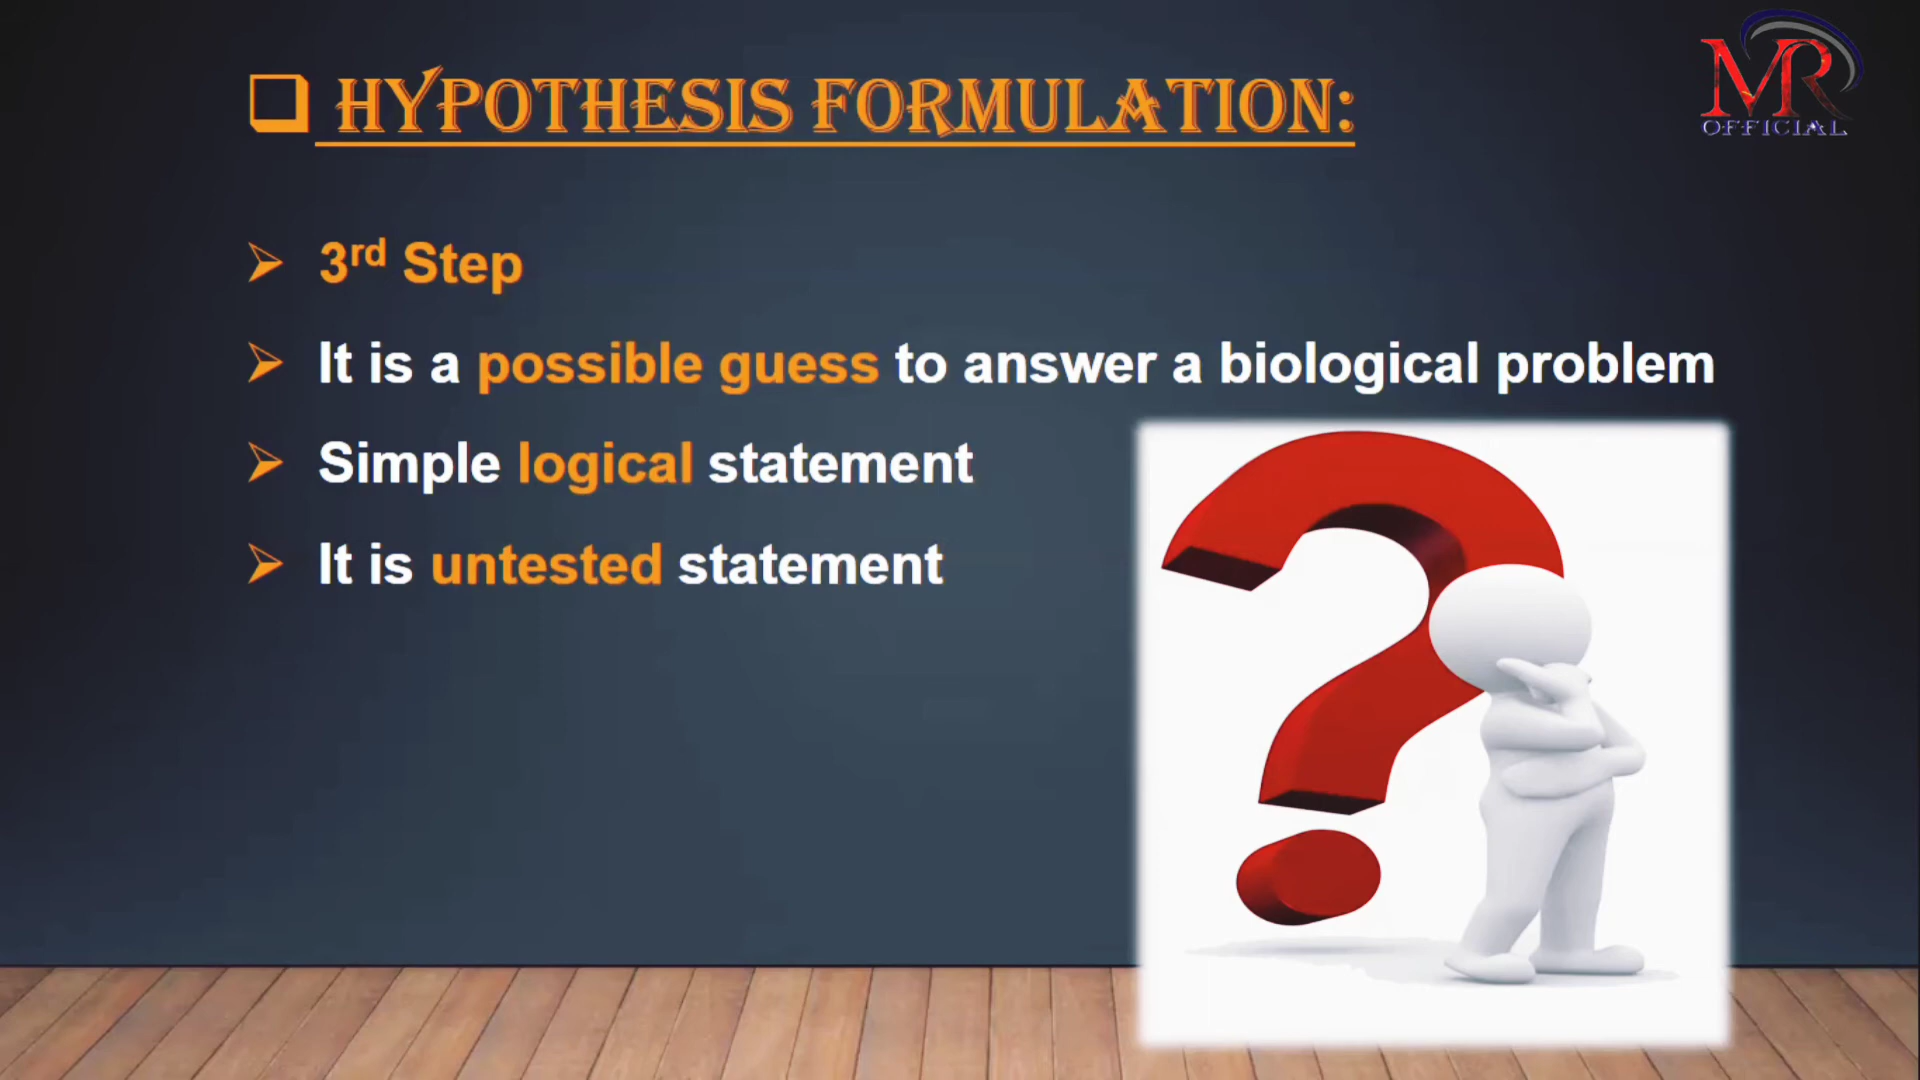 HYPOTHESIS FORMULATION:
MR
OFFICIAL
3rd Step
It is a possible guess to answer a biological problem
Simple logical statement
It is untested statement